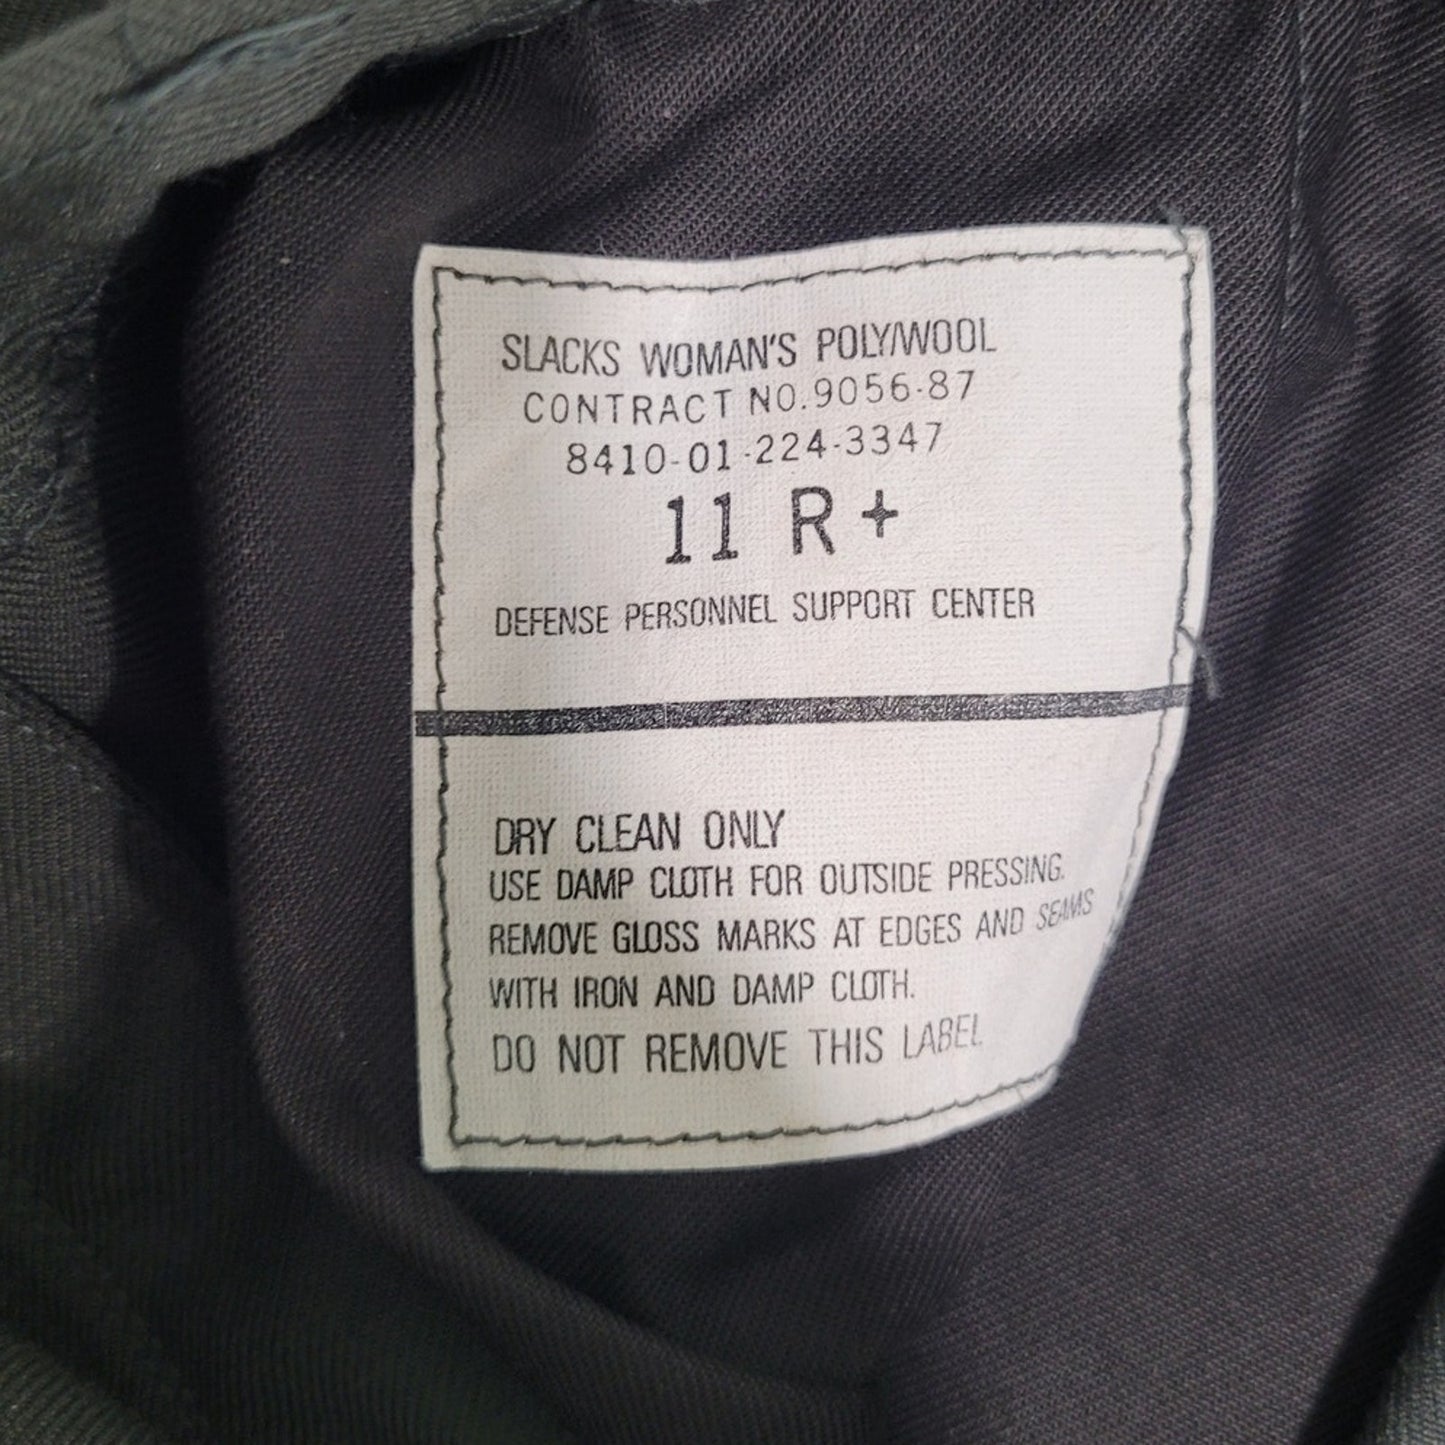 SLACKS WOMAN'S POLY/WOOL
CONTRACT NO.9056-87
8410-01-224-3347
11 R +
DEFENSE PERSONNEL SUPPORT CENTER
DRY CLEAN ONLY
USE DAMP CLOTH FOR OUTSIDE PRESSING.
REMOVE GLOSS MARKS AT EDGES AND SEAMS
WITH IRON AND DAMP CLOTH.
DO NOT REMOVE THIS LABEL